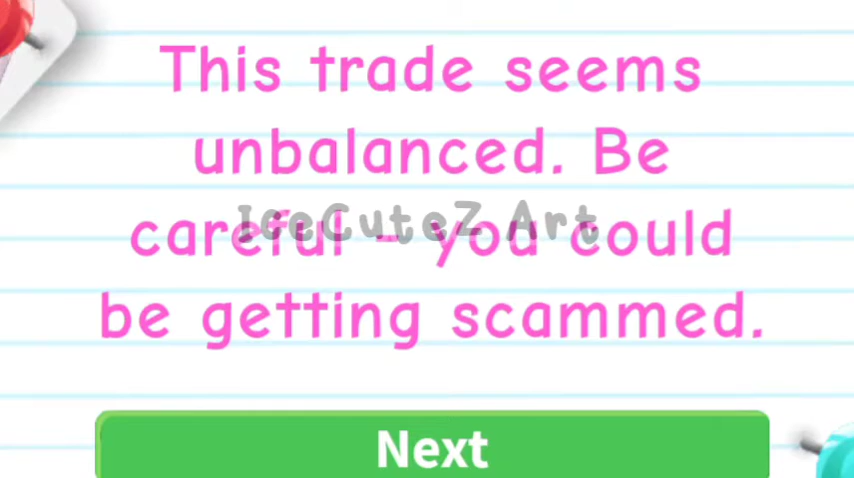 This trade seems
unbalanced. Be
careful - you could
IceCuteZ Art
be getting scammed.
Next